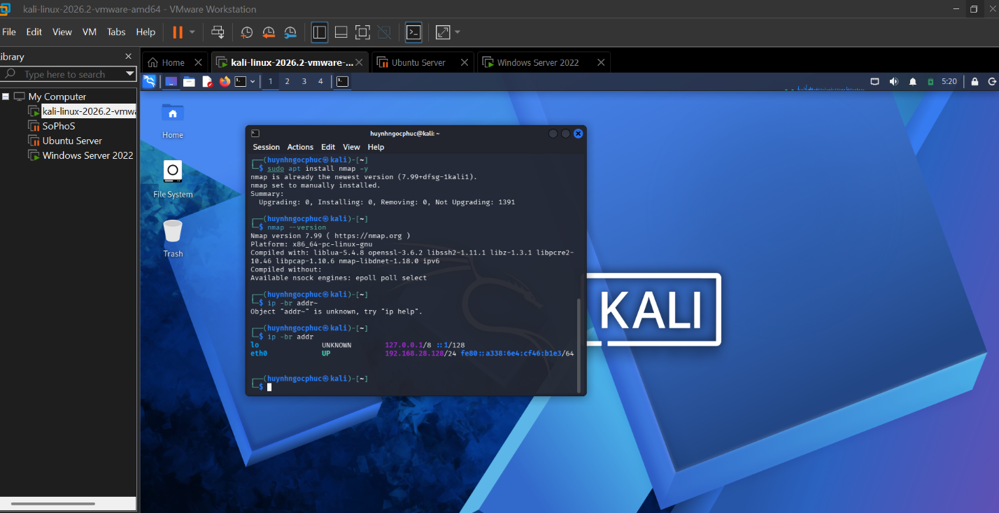 kali-linux-2026.2-vmware-amd64 - VMware Workstation
File Edit View VM Tabs Help
ibrary
Type here to search
My Computer
kali-linux-2026.2-vmwa
SoPhoS
Ubuntu Server
Windows Server 2022
Home
kali-linux-2026.2-vmware-...
Ubuntu Server
Windows Server 2022
1 2 3 4
5:20
Home
File System
Trash
huynhngocphuc@kali: ~
Session Actions Edit View Help
┌──(huynhngocphuc㉿kali)-[~]
└─$ sudo apt install nmap -y
nmap is already the newest version (7.99+dfsg-1kali1).
nmap set to manually installed.
Summary:
Upgrading: 0, Installing: 0, Removing: 0, Not Upgrading: 1391
┌──(huynhngocphuc㉿kali)-[~]
└─$ nmap --version
Nmap version 7.99 ( https://nmap.org )
Platform: x86_64-pc-linux-gnu
Compiled with: liblua-5.4.8 openssl-3.6.2 libssh2-1.11.1 libz-1.3.1 libpcre2-
10.46 libpcap-1.10.6 nmap-libdnet-1.18.0 ipv6
Compiled without:
Available nsock engines: epoll poll select
┌──(huynhngocphuc㉿kali)-[~]
└─$ ip -br addr~
Object "addr~" is unknown, try "ip help".
┌──(huynhngocphuc㉿kali)-[~]
└─$ ip -br addr
lo UNKNOWN 127.0.0.1/8 ::1/128
eth0 UP 192.168.28.128/24 fe80::a338:6e4:cf46:b1e3/64
┌──(huynhngocphuc㉿kali)-[~]
└─$
KALI